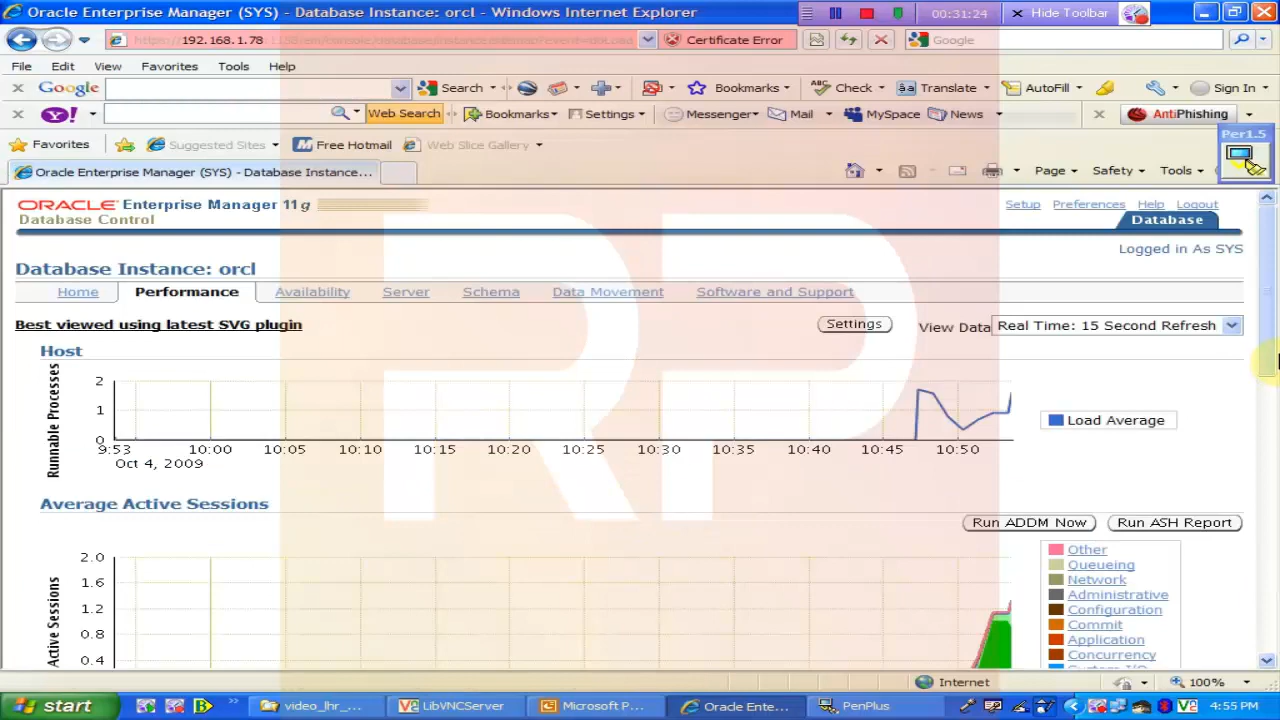 Oracle Enterprise Manager (SYS) - Database Instance: orcl - Windows Internet Explorer
00:31:24
Hide Toolbar
192.168.1.78
Certificate Error
Google
File Edit View Favorites Tools Help
Google Search Bookmarks Check Translate AutoFill Sign In
Y! Web Search Bookmarks Settings Messenger Mail MySpace News AntiPhishing
Per1.5
Favorites Suggested Sites Free Hotmail Web Slice Gallery
Oracle Enterprise Manager (SYS) - Database Instance...
Page Safety Tools
ORACLE Enterprise Manager 11g
Database Control
Setup Preferences Help Logout
Database
Logged in As SYS
Database Instance: orcl
Home Performance Availability Server Schema Data Movement Software and Support
Best viewed using latest SVG plugin
Settings
View Data Real Time: 15 Second Refresh
Host
Runnable Processes
2
1
0
9:53 10:00 10:05 10:10 10:15 10:20 10:25 10:30 10:35 10:40 10:45 10:50
Oct 4, 2009
Load Average
RP
Average Active Sessions
Run ADDM Now Run ASH Report
Active Sessions
2.0
1.6
1.2
0.8
0.4
Other
Queueing
Network
Administrative
Configuration
Commit
Application
Concurrency
Internet
100%
start
video_lhr_...
LibVNCServer
Microsoft P...
Oracle Ente...
PenPlus
4:55 PM